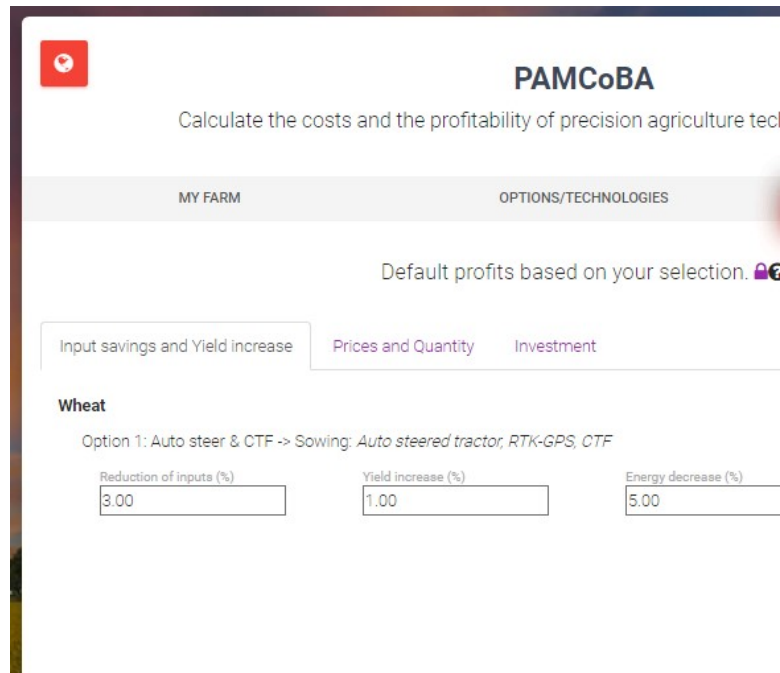 PAMCoBA
Calculate the costs and the profitability of precision agriculture
MY FARM
OPTIONS/TECHNOLOGIES
Default profits based on your selection.
Input savings and Yield increase
Prices and Quantity
Investment
Wheat
Option 1: Auto steer & CTF -> Sowing: Auto steered tractor, RTK-GPS, CTF
Reduction of inputs (%)
Yield increase (%)
Energy decrease (%)
3.00
1.00
5.00